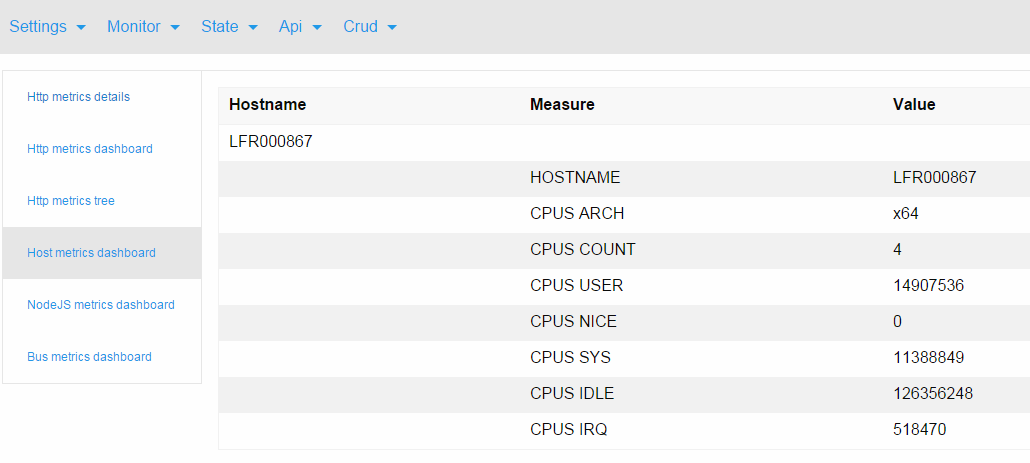 Settings Monitor State Api Crud
Http metrics details
Http metrics dashboard
Http metrics tree
Host metrics dashboard
NodeJS metrics dashboard
Bus metrics dashboard
Hostname Measure Value
LFR000867
HOSTNAME LFR000867
CPUS ARCH x64
CPUS COUNT 4
CPUS USER 14907536
CPUS NICE 0
CPUS SYS 11388849
CPUS IDLE 126356248
CPUS IRQ 518470